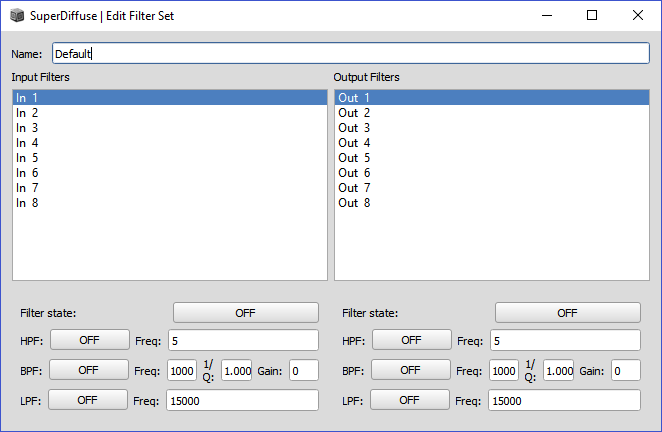 SuperDiffuse | Edit Filter Set
Name: Default
Input Filters
In 1
In 2
In 3
In 4
In 5
In 6
In 7
In 8
Output Filters
Out 1
Out 2
Out 3
Out 4
Out 5
Out 6
Out 7
Out 8
Filter state: OFF
HPF: OFF Freq: 5
BPF: OFF Freq: 1000 1/Q: 1.000 Gain: 0
LPF: OFF Freq: 15000
Filter state: OFF
HPF: OFF Freq: 5
BPF: OFF Freq: 1000 1/Q: 1.000 Gain: 0
LPF: OFF Freq: 15000